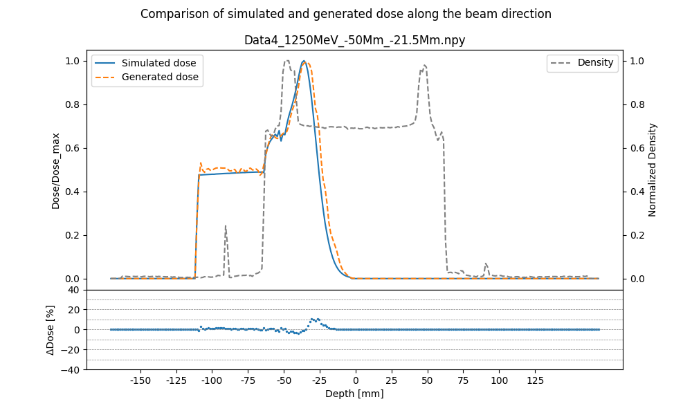 Comparison of simulated and generated dose along the beam direction
Data4_1250MeV_-50Mm_-21.5Mm.npy
Simulated dose
Generated dose
Density
Dose/Dose_max
1.0
0.8
0.6
0.4
0.2
0.0
Normalized Density
1.0
0.8
0.6
0.4
0.2
0.0
ΔDose [%]
40
20
0
−20
−40
-150 -125 -100 -75 -50 -25 0 25 50 75 100 125
Depth [mm]